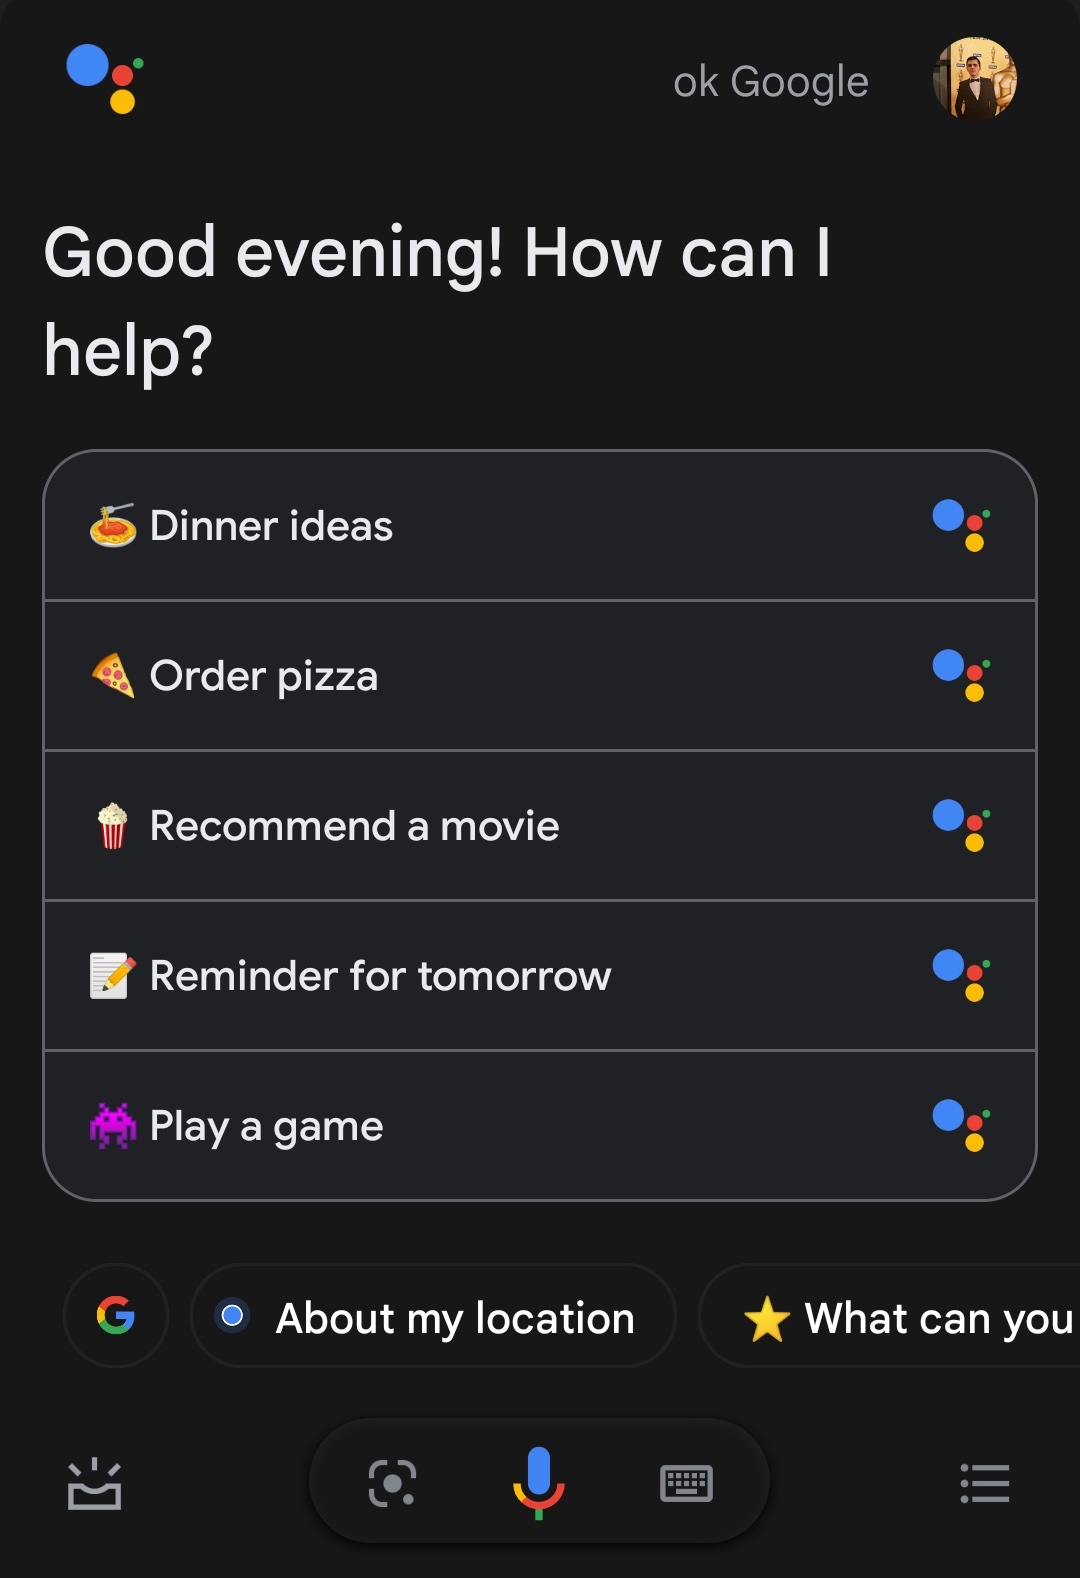 ok Google
Good evening! How can I
help?
🍝 Dinner ideas
🍕 Order pizza
🍿 Recommend a movie
📝 Reminder for tomorrow
👾 Play a game
G
About my location
⭐ What can you